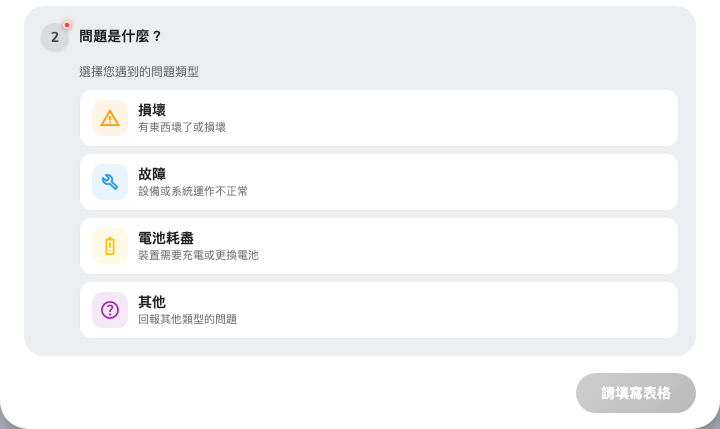 2
問題是什麼？
選擇您遇到的問題類型
損壞
有東西壞了或損壞
故障
設備或系統運作不正常
電池耗盡
裝置需要充電或更換電池
其他
回報其他類型的問題
請填寫表格